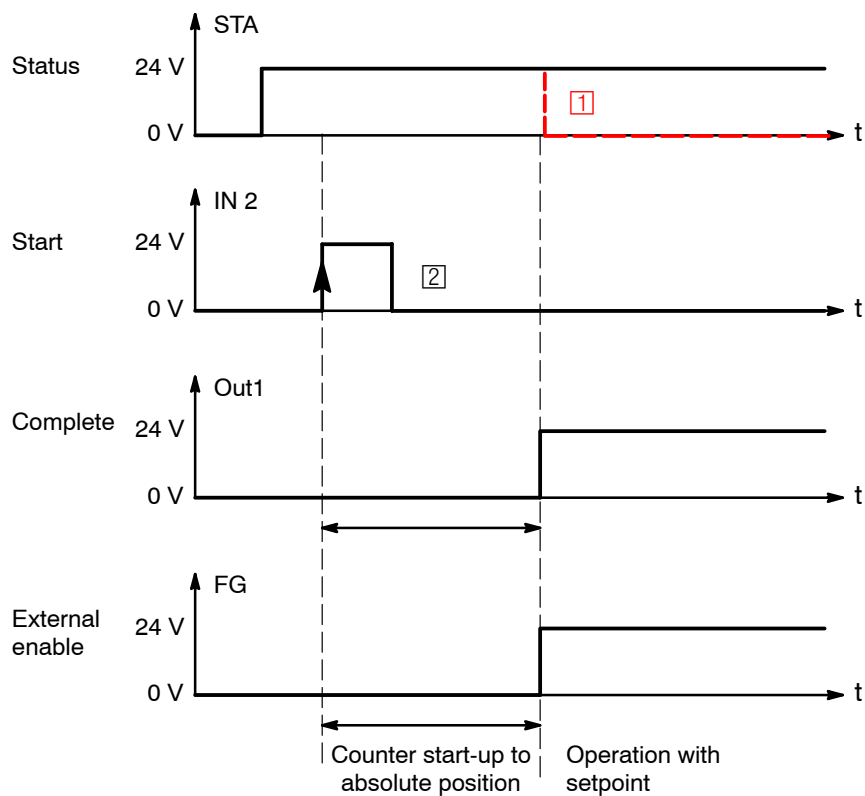 STA
Status
24 V
1
0 V
t
IN 2
Start
24 V
2
0 V
t
Out1
Complete
24 V
0 V
t
FG
External
enable
24 V
0 V
t
Counter start-up to
absolute position
Operation with
setpoint